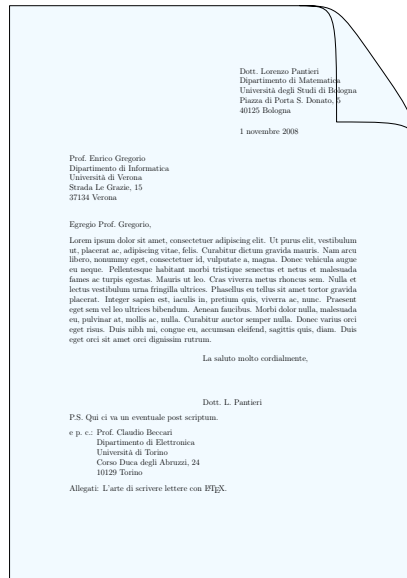 Dott. Lorenzo Pantieri
Dipartimento di Matematica
Università degli Studi di Bologna
Piazza di Porta S. Donato, 5
40125 Bologna
1 novembre 2008
Prof. Enrico Gregorio
Dipartimento di Informatica
Università di Verona
Strada Le Grazie, 15
37134 Verona
Egregio Prof. Gregorio,
Lorem ipsum dolor sit amet, consectetuer adipiscing elit. Ut purus elit, vestibulum
ut, placerat ac, adipiscing vitae, felis. Curabitur dictum gravida mauris. Nam arcu
libero, nonummy eget, consectetuer id, vulputate a, magna. Donec vehicula augue
eu neque. Pellentesque habitant morbi tristique senectus et netus et malesuada
fames ac turpis egestas. Mauris ut leo. Cras viverra metus rhoncus sem. Nulla et
lectus vestibulum urna fringilla ultrices. Phasellus eu tellus sit amet tortor gravida
placerat. Integer sapien est, iaculis in, pretium quis, viverra ac, nunc. Praesent
eget sem vel leo ultrices bibendum. Aenean faucibus. Morbi dolor nulla, malesuada
eu, pulvinar at, mollis ac, nulla. Curabitur auctor semper nulla. Donec varius orci
eget risus. Duis nibh mi, congue eu, accumsan eleifend, sagittis quis, diam. Duis
eget orci sit amet orci dignissim rutrum.
La saluto molto cordialmente,
Dott. L. Pantieri
P.S. Qui ci va un eventuale post scriptum.
e p. c.: Prof. Claudio Beccari
Dipartimento di Elettronica
Università di Torino
Corso Duca degli Abruzzi, 24
10129 Torino
Allegati: L'arte di scrivere lettere con LATEX.